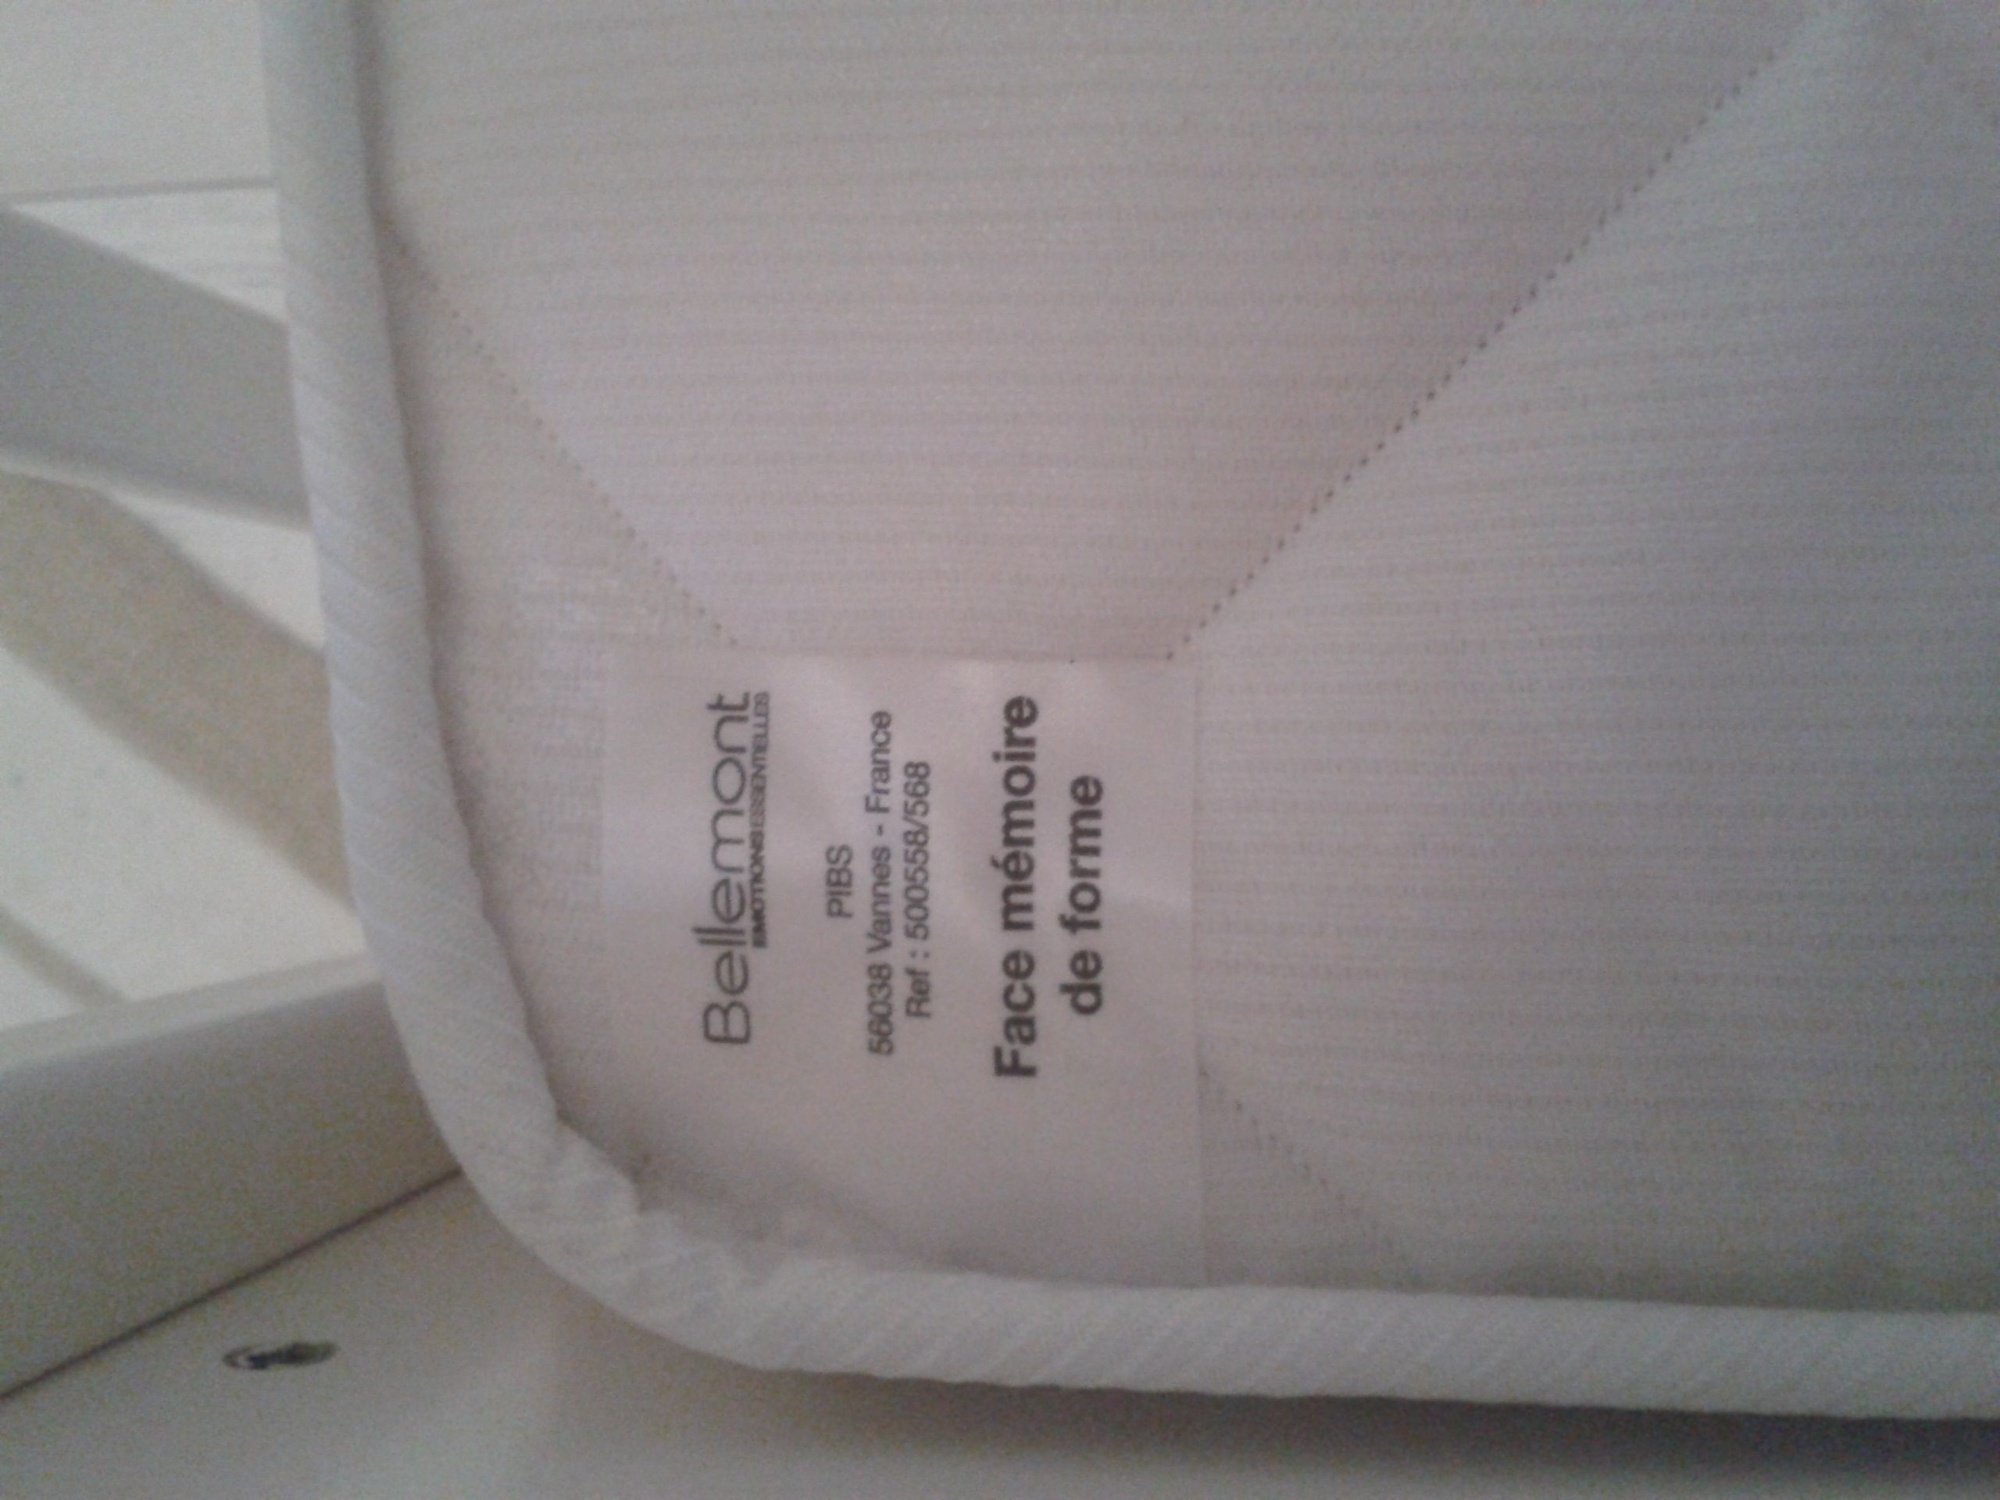 Bellemont
EMOTIONS ESSENTIELLES
PIBS
56038 Vannes - France
Ref : 500558/568
Face mémoire
de forme